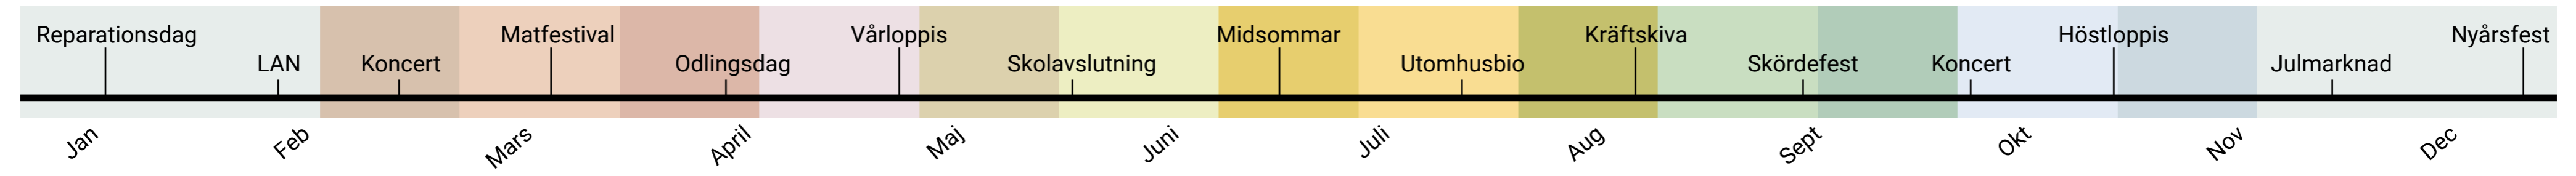 Reparationsdag
LAN
Koncert
Matfestival
Odlingsdag
Vårloppis
Skolavslutning
Midsommar
Utomhusbio
Kräftskiva
Skördefest
Koncert
Höstloppis
Julmarknad
Nyårsfest
Jan
Feb
Mars
April
Maj
Juni
Juli
Aug
Sept
Okt
Nov
Dec